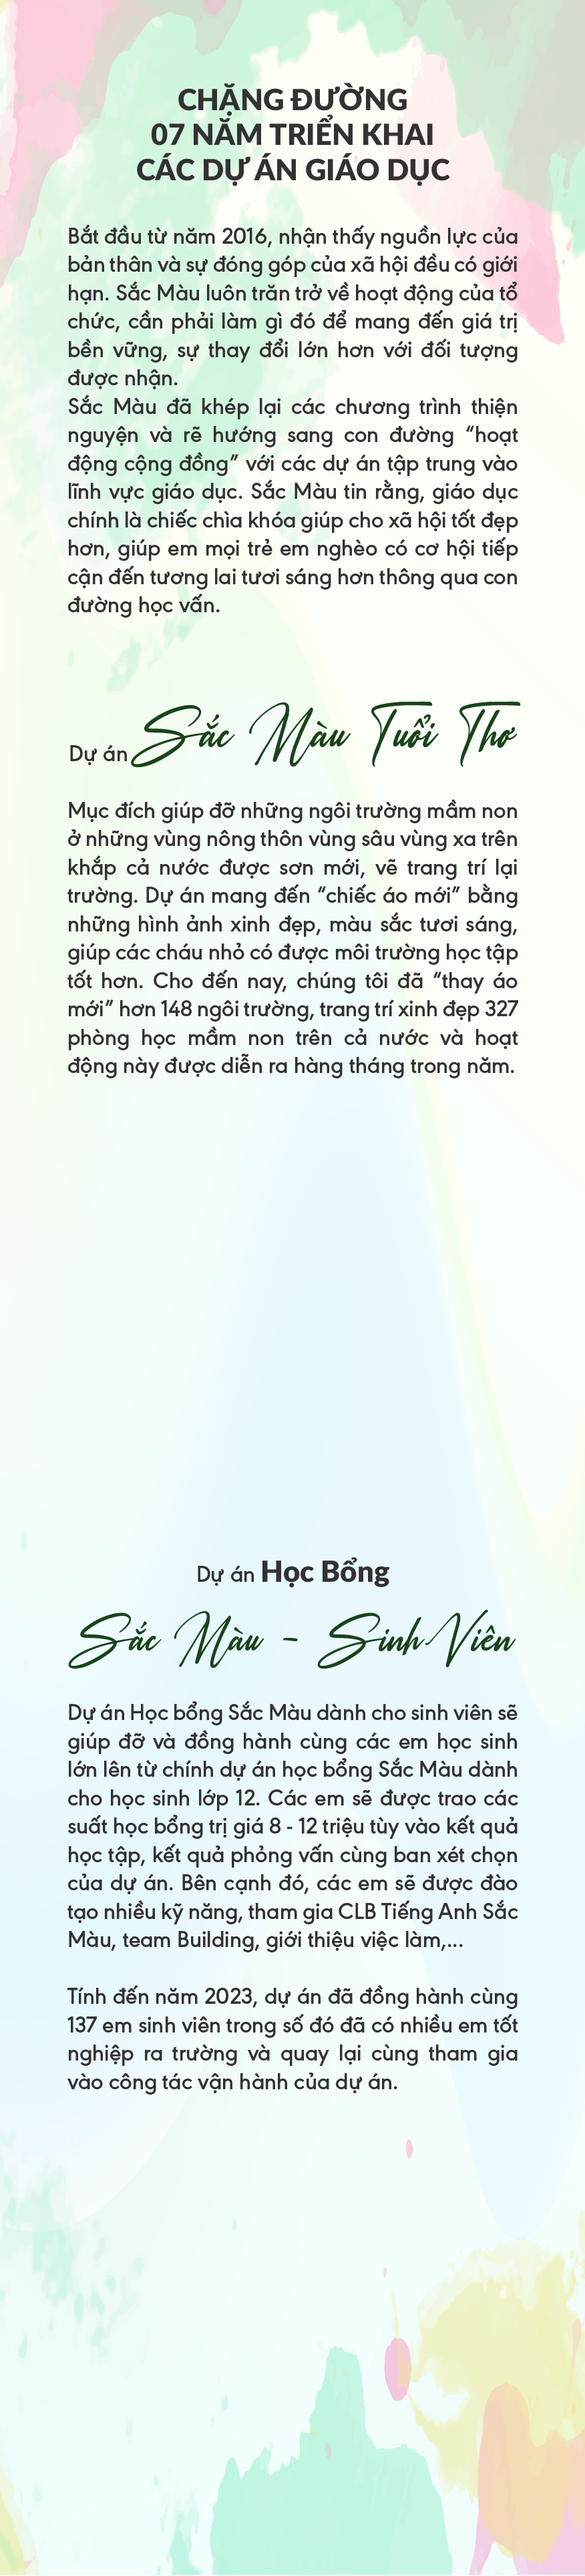 CHẶNG ĐƯỜNG
07 NĂM TRIỂN KHAI
CÁC DỰ ÁN GIÁO DỤC
Bắt đầu từ năm 2016, nhận thấy nguồn lực của
bản thân và sự đóng góp của xã hội đều có giới
hạn. Sắc Màu luôn trăn trở về hoạt động của tổ
chức, cần phải làm gì đó để mang đến giá trị
bền vững, sự thay đổi lớn hơn với đối tượng
được nhận.
Sắc Màu đã khép lại các chương trình thiện
nguyện và rẽ hướng sang con đường “hoạt
động cộng đồng” với các dự án tập trung vào
lĩnh vực giáo dục. Sắc Màu tin rằng, giáo dục
chính là chiếc chìa khóa giúp cho xã hội tốt đẹp
hơn, giúp em mọi trẻ em nghèo có cơ hội tiếp
cận đến tương lai tươi sáng hơn thông qua con
đường học vấn.
Dự án Sắc Màu Tuổi Thơ
Mục đích giúp đỡ những ngôi trường mầm non
ở những vùng nông thôn vùng sâu vùng xa trên
khắp cả nước được sơn mới, vẽ trang trí lại
trường. Dự án mang đến “chiếc áo mới” bằng
những hình ảnh xinh đẹp, màu sắc tươi sáng,
giúp các cháu nhỏ có được môi trường học tập
tốt hơn. Cho đến nay, chúng tôi đã “thay áo
mới” hơn 148 ngôi trường, trang trí xinh đẹp 327
phòng học mầm non trên cả nước và hoạt
động này được diễn ra hàng tháng trong năm.
Dự án Học Bổng
Sắc Màu - Sinh Viên
Dự án Học bổng Sắc Màu dành cho sinh viên sẽ
giúp đỡ và đồng hành cùng các em học sinh
lớn lên từ chính dự án học bổng Sắc Màu dành
cho học sinh lớp 12. Các em sẽ được trao các
suất học bổng trị giá 8 - 12 triệu tùy vào kết quả
học tập, kết quả phỏng vấn cùng ban xét chọn
của dự án. Bên cạnh đó, các em sẽ được đào
tạo nhiều kỹ năng, tham gia CLB Tiếng Anh Sắc
Màu, team Building, giới thiệu việc làm,...
Tính đến năm 2023, dự án đã đồng hành cùng
137 em sinh viên trong số đó đã có nhiều em tốt
nghiệp ra trường và quay lại cùng tham gia
vào công tác vận hành của dự án.